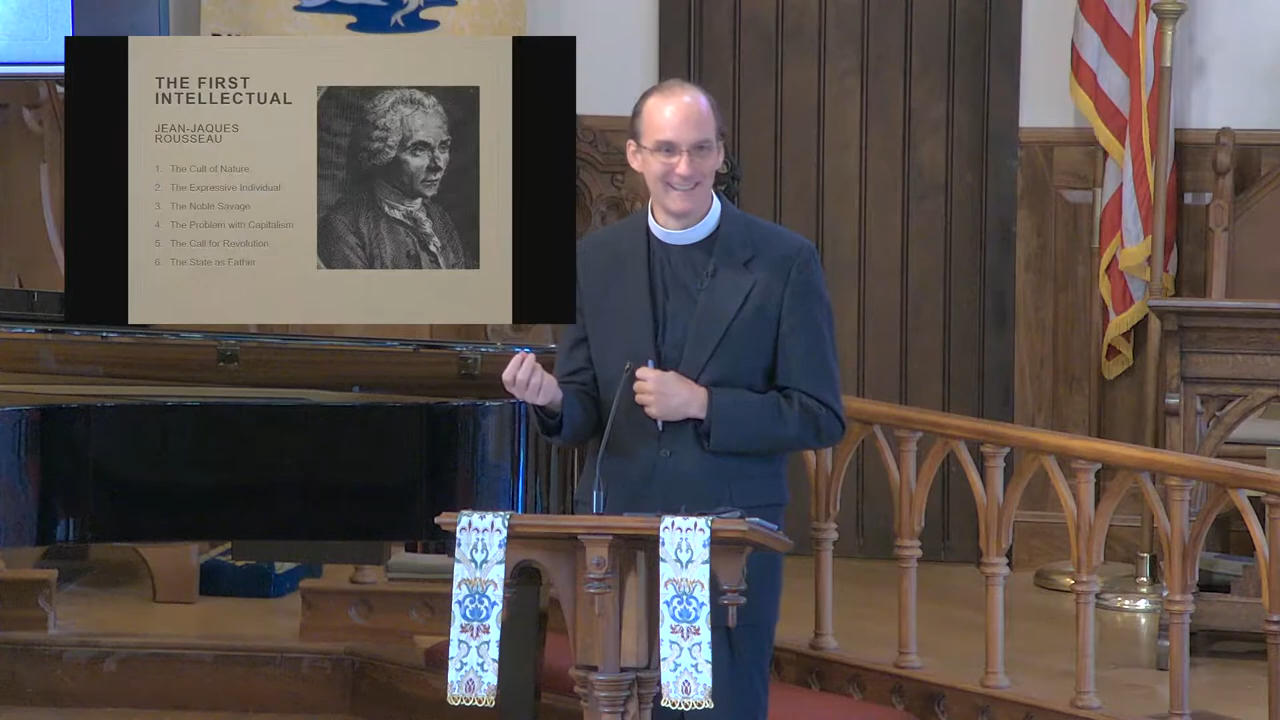 THE FIRST
INTELLECTUAL
JEAN-JAQUES
ROUSSEAU
1. The Cult of Nature
2. The Expressive Individual
3. The Noble Savage
4. The Problem with Capitalism
5. The Call for Revolution
6. The State as Father